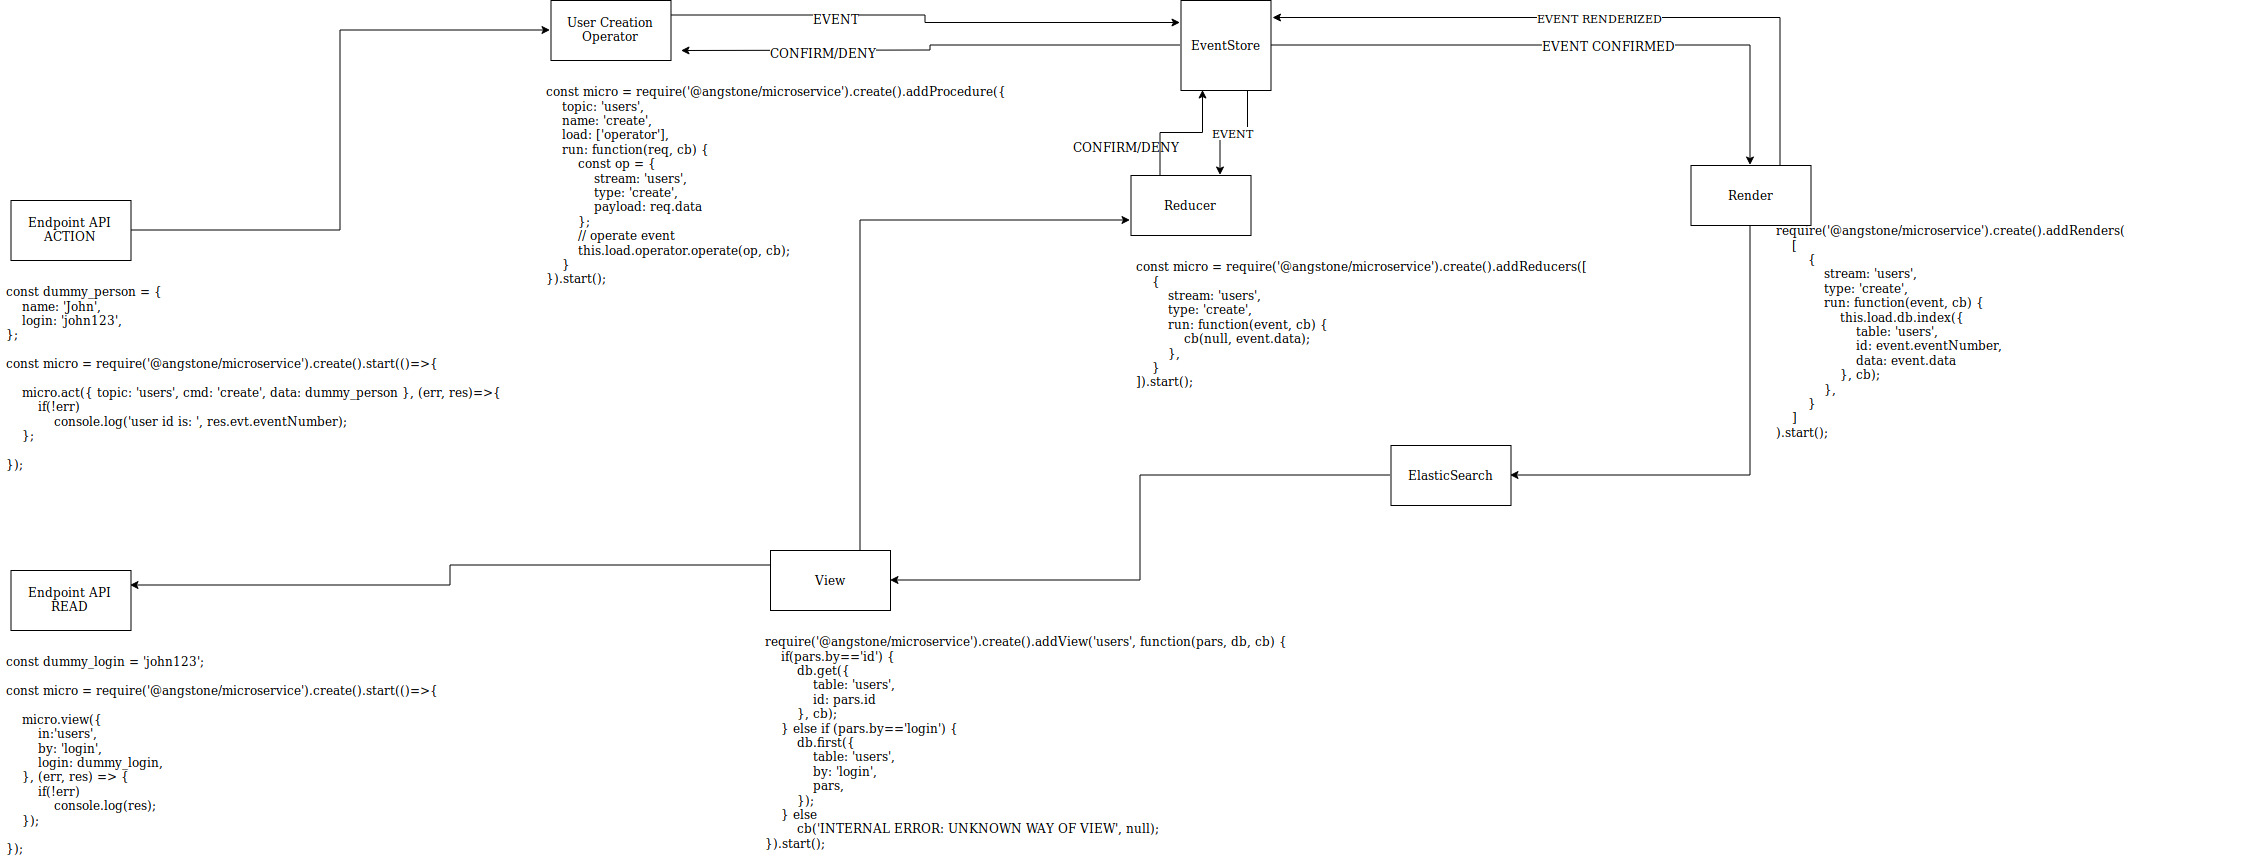 User Creation
Operator
EVENT
CONFIRM/DENY
EventStore
EVENT RENDERIZED
EVENT CONFIRMED
const micro = require('@angstone/microservice').create().addProcedure({
    topic: 'users',
    name: 'create',
    load: ['operator'],
    run: function(req, cb) {
        const op = {
            stream: 'users',
            type: 'create',
            payload: req.data
        };
        // operate event
        this.load.operator.operate(op, cb);
    }
}).start();
CONFIRM/DENY
EVENT
Reducer
Render
Endpoint API
ACTION
const dummy_person = {
    name: 'John',
    login: 'john123',
};
const micro = require('@angstone/microservice').create().start(()=>{
    micro.act({ topic: 'users', cmd: 'create', data: dummy_person }, (err, res)=>{
        if(!err)
            console.log('user id is: ', res.evt.eventNumber);
    };
});
const micro = require('@angstone/microservice').create().addReducers([
    {
        stream: 'users',
        type: 'create',
        run: function(event, cb) {
            cb(null, event.data);
        },
    }
]).start();
require('@angstone/microservice').create().addRenders(
    [
        {
            stream: 'users',
            type: 'create',
            run: function(event, cb) {
                this.load.db.index({
                    table: 'users',
                    id: event.eventNumber,
                    data: event.data
                }, cb);
            },
        }
    ]
).start();
ElasticSearch
View
Endpoint API
READ
const dummy_login = 'john123';
const micro = require('@angstone/microservice').create().start(()=>{
    micro.view({
        in:'users',
        by: 'login',
        login: dummy_login,
    }, (err, res) => {
        if(!err)
            console.log(res);
    });
});
require('@angstone/microservice').create().addView('users', function(pars, db, cb) {
    if(pars.by=='id') {
        db.get({
            table: 'users',
            id: pars.id
        }, cb);
    } else if (pars.by=='login') {
        db.first({
            table: 'users',
            by: 'login',
            pars,
        });
    } else
        cb('INTERNAL ERROR: UNKNOWN WAY OF VIEW', null);
}).start();